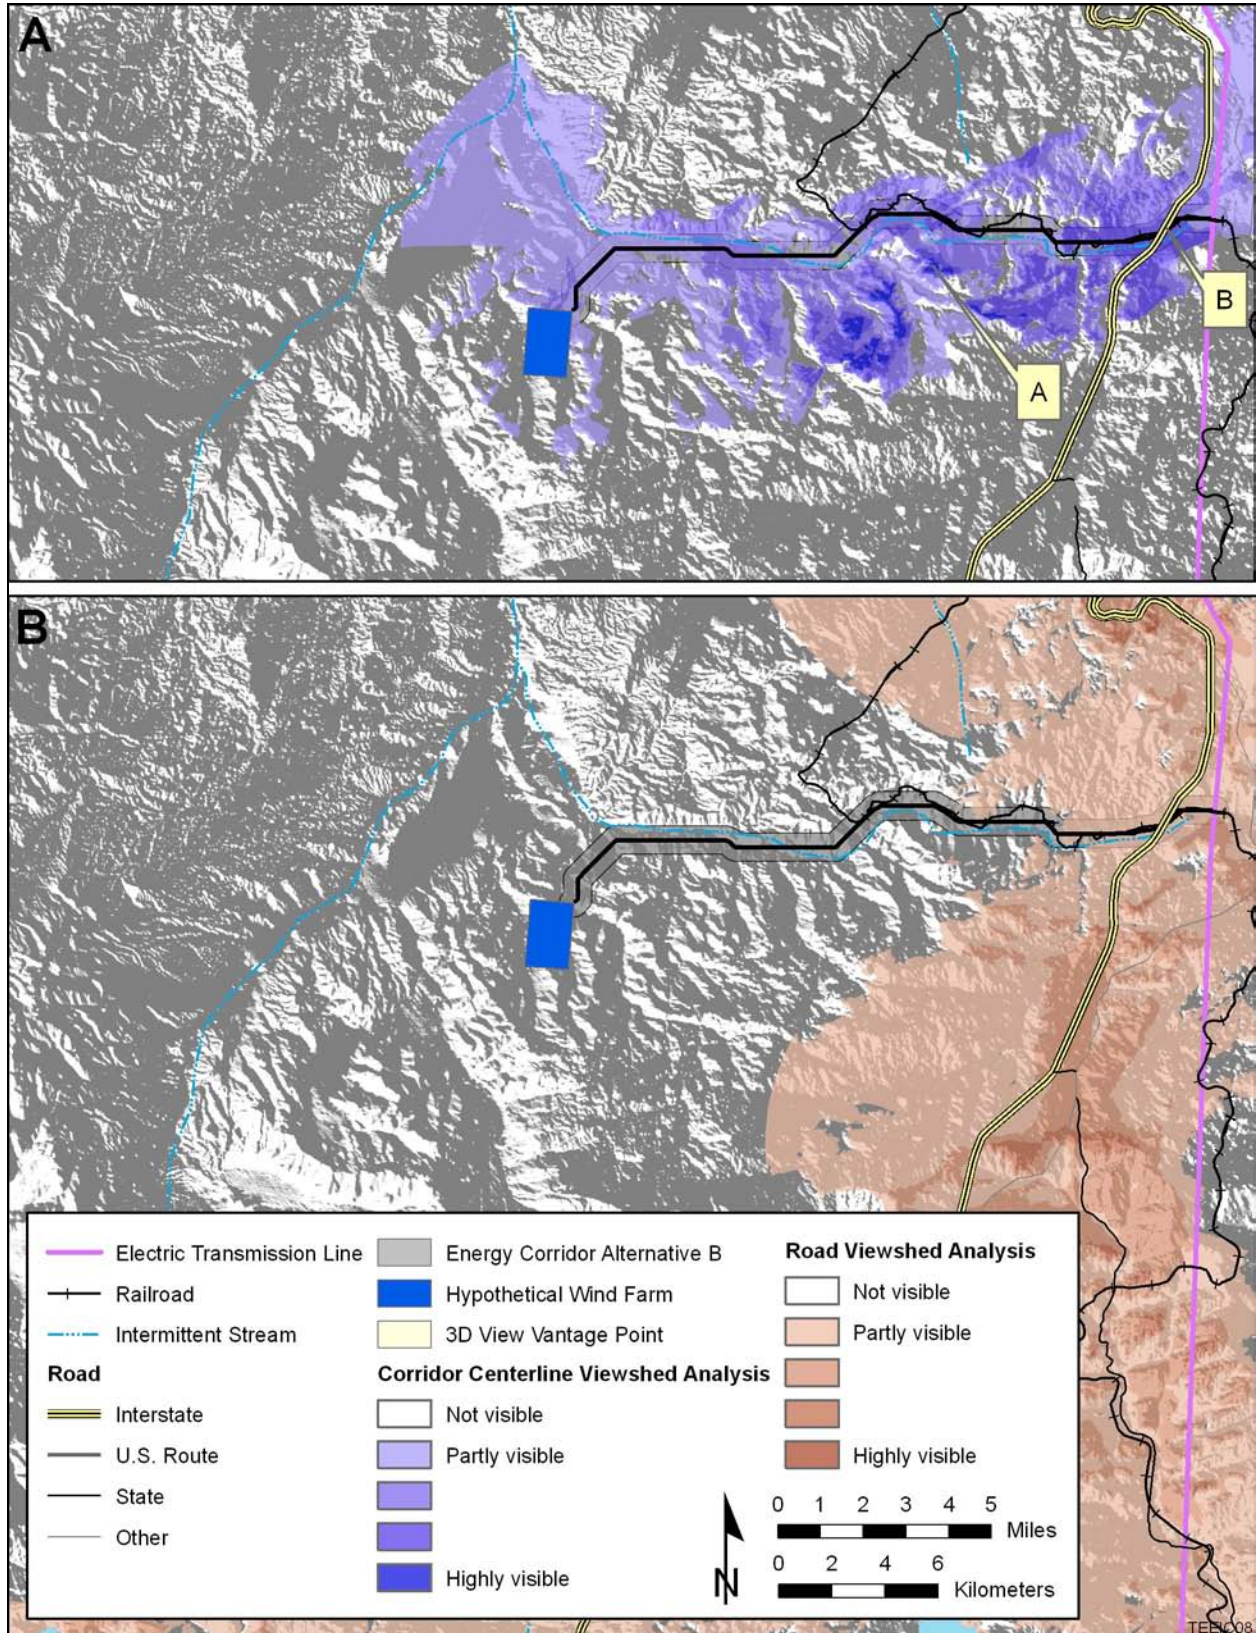 A
A
B
B
Electric Transmission Line
Railroad
Intermittent Stream
Road
Interstate
U.S. Route
State
Other
Energy Corridor Alternative B
Hypothetical Wind Farm
3D View Vantage Point
Corridor Centerline Viewshed Analysis
Not visible
Partly visible
Highly visible
Road Viewshed Analysis
Not visible
Partly visible
Highly visible
N
0 1 2 3 4 5
Miles
0 2 4 6
Kilometers
TEEIC08